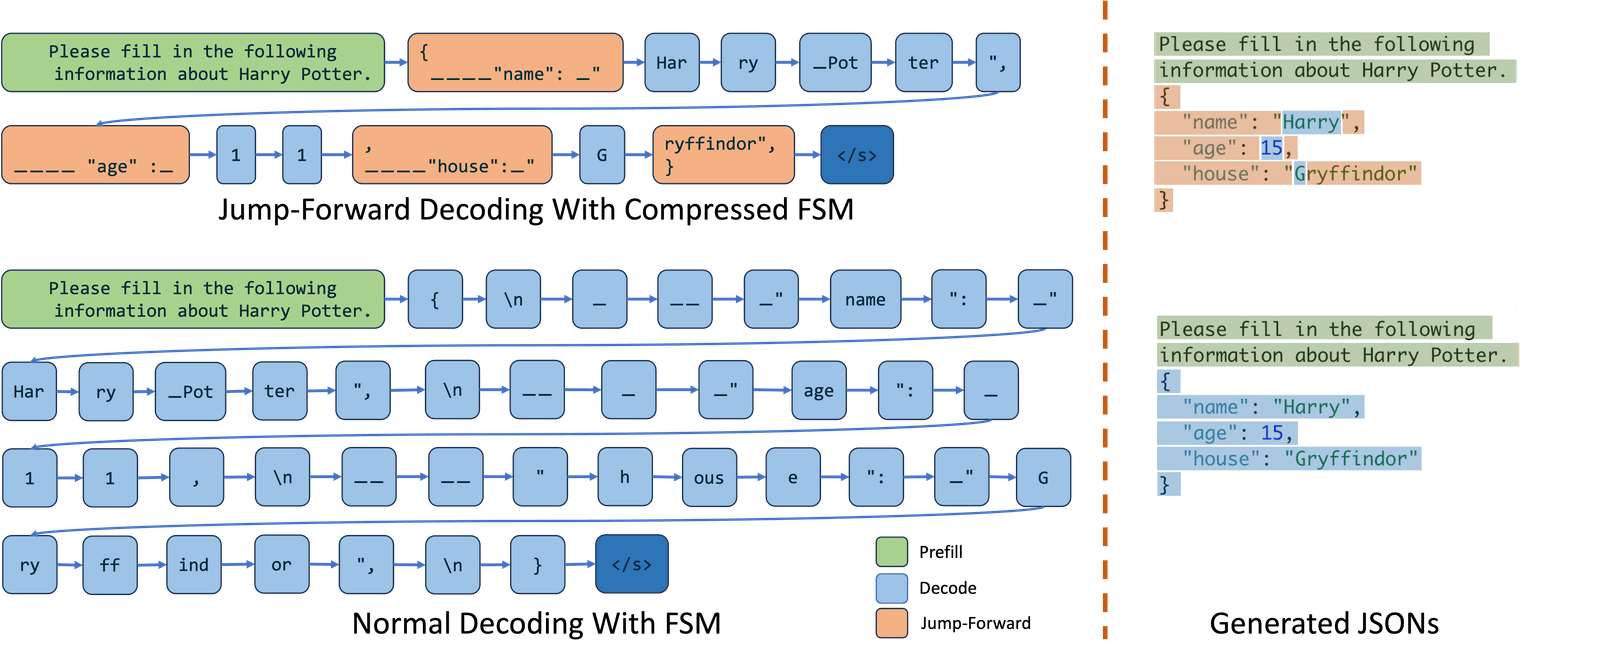 Please fill in the following
information about Harry Potter.
{
____"name": _"
Har
ry
_Pot
ter
",
____ "age" :_
1
1
,
____"house":_"
G
ryffindor",
}
</s>
Jump-Forward Decoding With Compressed FSM
Please fill in the following
information about Harry Potter.
{
\n
_
__
_"
name
":
_"
Har
ry
_Pot
ter
",
\n
__
_
_"
age
":
_
1
1
,
\n
__
__
"
h
ous
e
":
_"
G
ry
ff
ind
or
",
\n
}
</s>
Normal Decoding With FSM
Prefill
Decode
Jump-Forward
Please fill in the following
information about Harry Potter.
{
"name": "Harry",
"age": 15,
"house": "Gryffindor"
}
Please fill in the following
information about Harry Potter.
{
"name": "Harry",
"age": 15,
"house": "Gryffindor"
}
Generated JSONs